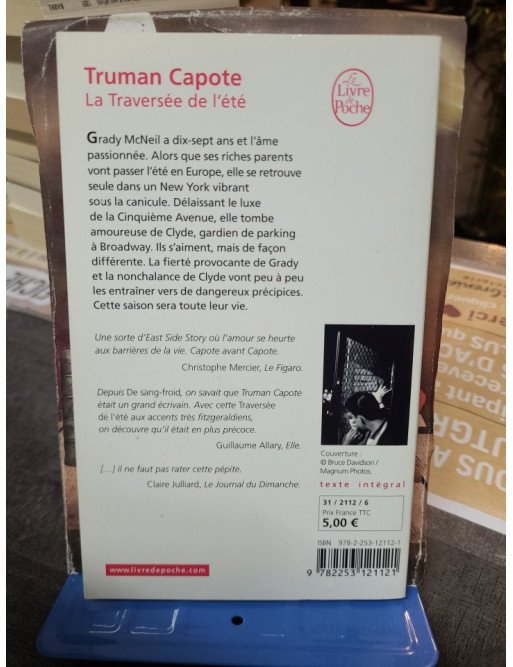 BABEL
Truman Capote
La Traversée de l'été
Le
Livre
de
Poche
Grady McNeil a dix-sept ans et l'âme
passionnée. Alors que ses riches parents
vont passer l'été en Europe, elle se retrouve
seule dans un New York vibrant
sous la canicule. Délaissant le luxe
de la Cinquième Avenue, elle tombe
amoureuse de Clyde, gardien de parking
à Broadway. Ils s'aiment, mais de façon
différente. La fierté provocante de Grady
et la nonchalance de Clyde vont peu à peu
les entraîner vers de dangereux précipices.
Cette saison sera toute leur vie.
Une sorte d'East Side Story où l'amour se heurte
aux barrières de la vie. Capote avant Capote.
Christophe Mercier, Le Figaro.
Depuis De sang-froid, on savait que Truman Capote
était un grand écrivain. Avec cette Traversée
de l'été aux accents très fitzgeraldiens,
on découvre qu'il était en plus précoce.
Guillaume Allary, Elle.
[…] il ne faut pas rater cette pépite.
Claire Julliard, Le Journal du Dimanche.
Couverture :
© Bruce Davidson /
Magnum Photos.
texte intégral
31 / 2112 / 6
Prix France TTC
5,00 €
ISBN 978-2-253-12112-1
9 782253 121121
www.livredepoche.com